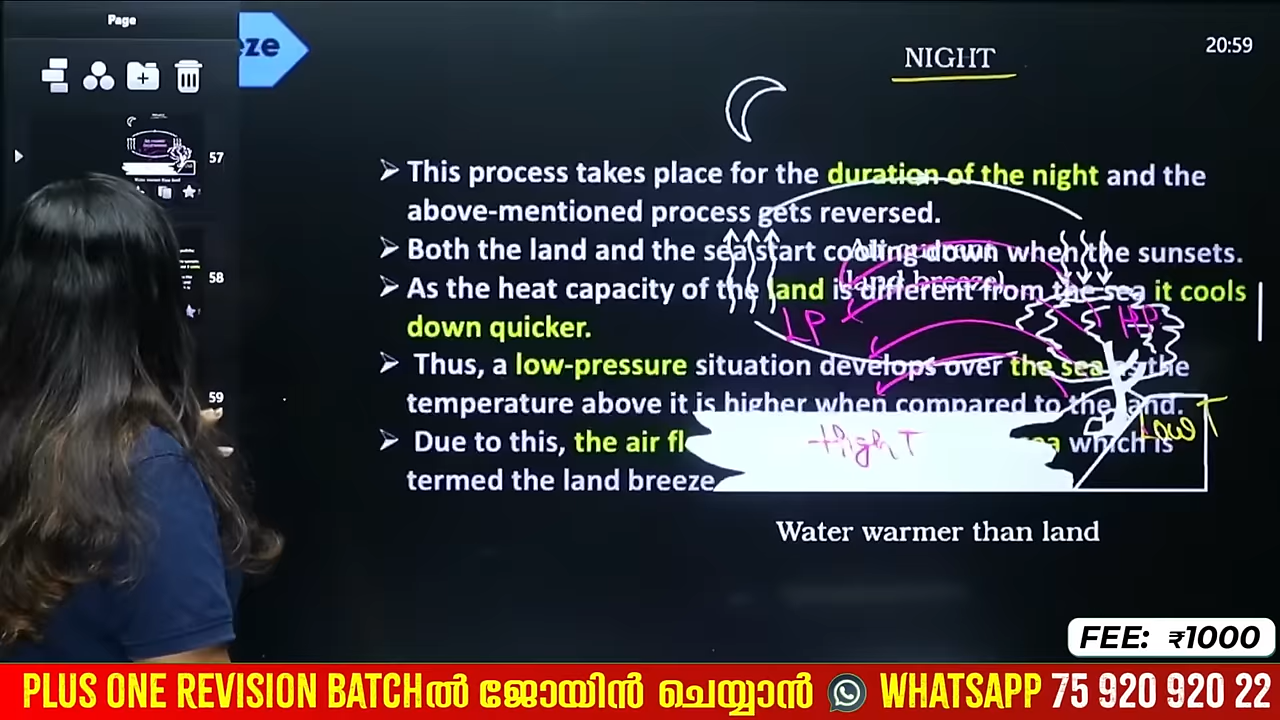 Page
eze
NIGHT
20:59
57
58
59
➢ This process takes place for the duration of the night and the
above-mentioned process gets reversed.
➢ Both the land and the sea start cooling down when the sunsets.
➢ As the heat capacity of the land is different from the sea it cools
down quicker.
➢ Thus, a low-pressure situation develops over the sea as the
temperature above it is higher when compared to the land.
➢ Due to this, the air fl which is
termed the land breeze
land breeze)
LP
HP
High T
Low T
Water warmer than land
FEE: ₹1000
PLUS ONE REVISION BATCHൽ ജോയിൻ ചെയ്യാൻ WHATSAPP 75 920 920 22